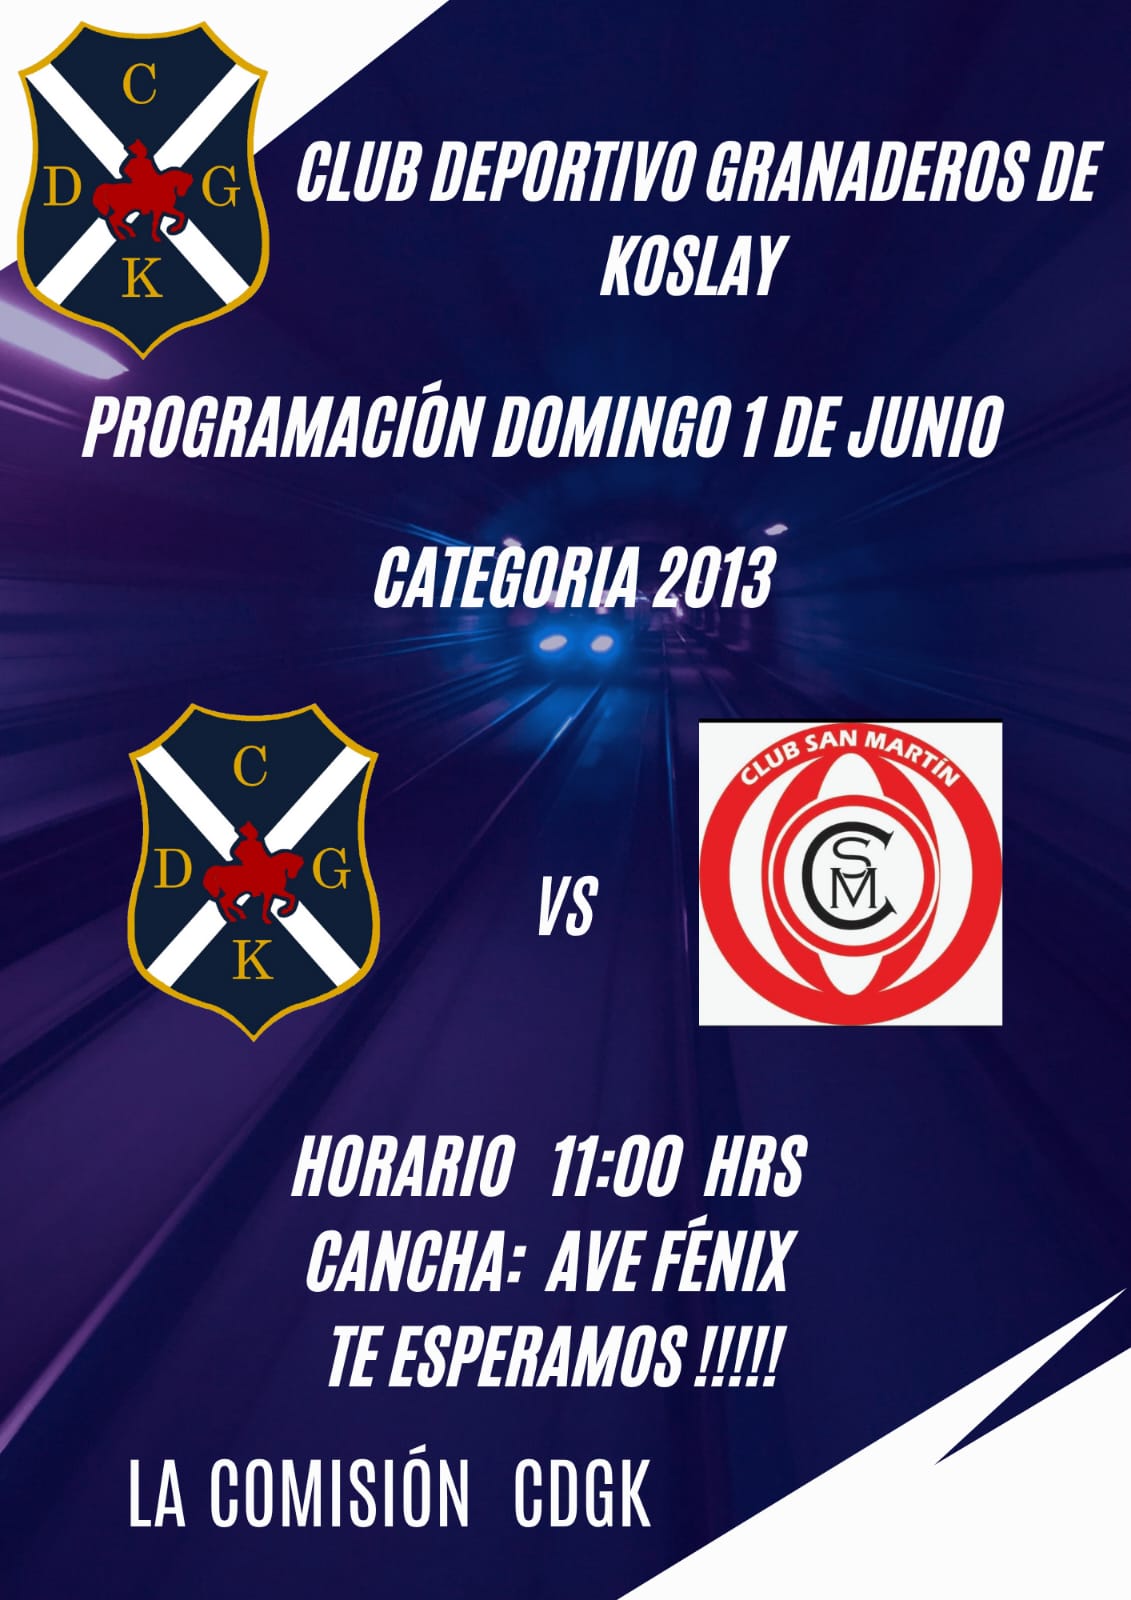 C
D G
K
CLUB DEPORTIVO GRANADEROS DE
KOSLAY
PROGRAMACIÓN DOMINGO 1 DE JUNIO
CATEGORIA 2013
C
D G
K
VS
CLUB SAN MARTÍN
CSM
HORARIO 11:00 HRS
CANCHA: AVE FÉNIX
TE ESPERAMOS !!!!!
LA COMISIÓN CDGK